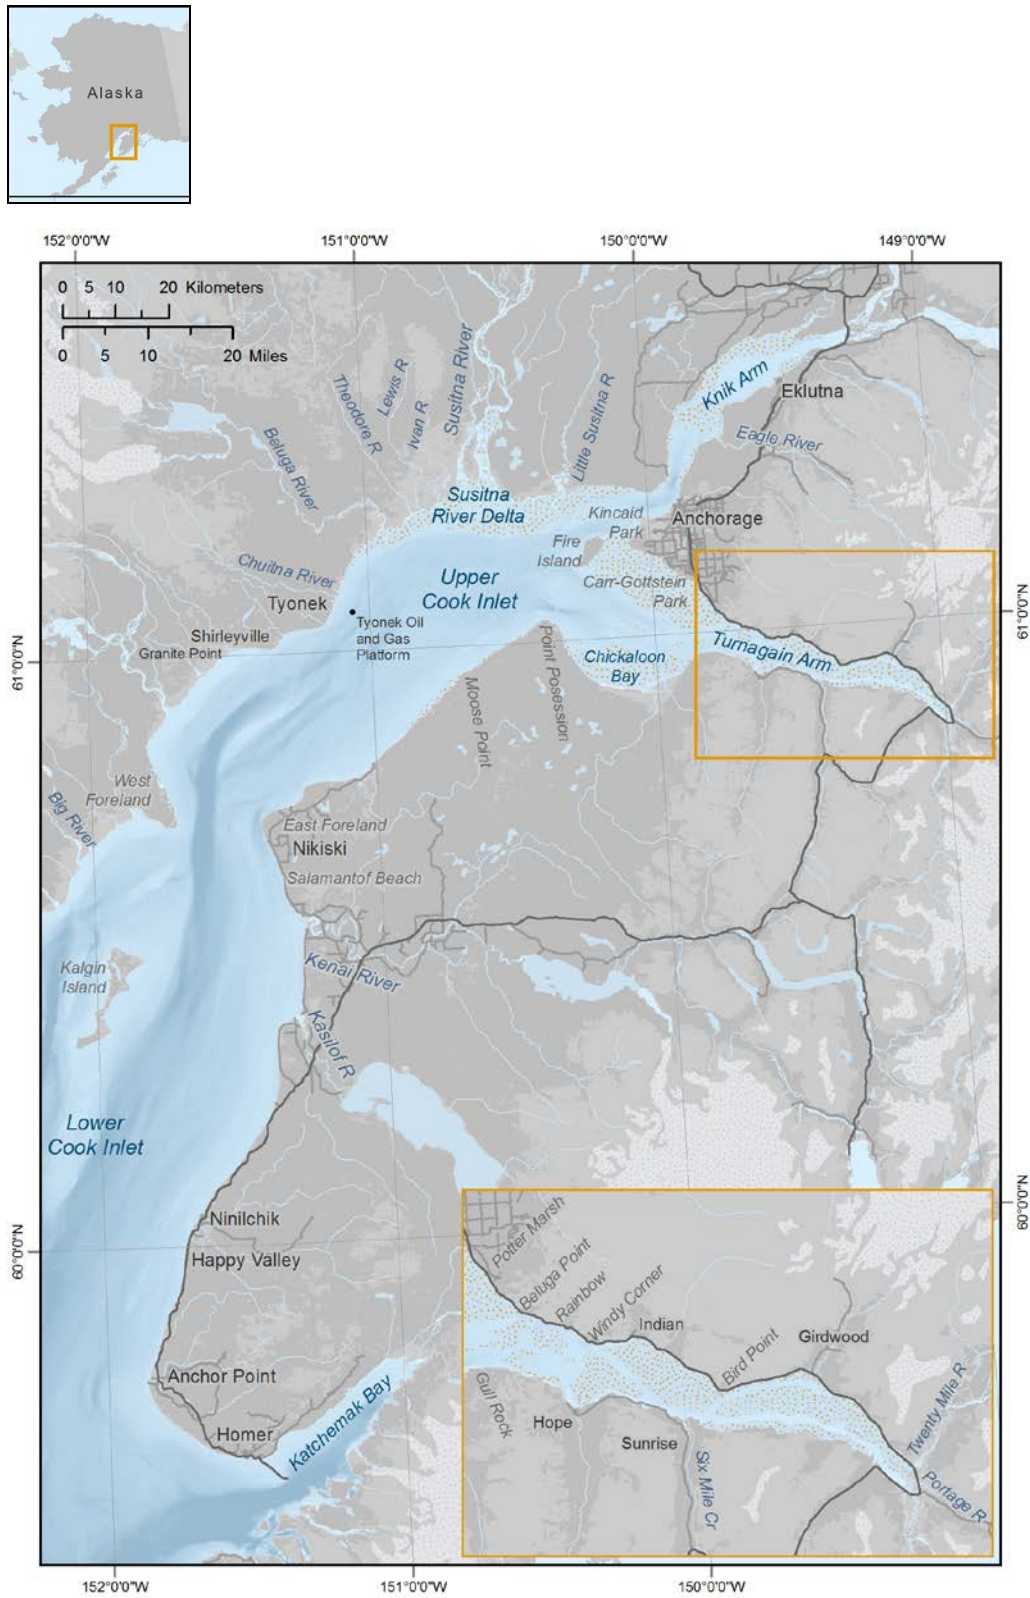 Alaska
152°0'0"W 151°0'0"W 150°0'0"W 149°0'0"W
0 5 10 20 Kilometers
0 5 10 20 Miles
Knik Arm
Eklutna
Eagle River
Theodore R
Lewis R
Ivan R
Susitna River
Little Susitna R
Beluga River
Susitna
River Delta
Kincaid
Park
Anchorage
Fire
Island
Chuitna River
Upper
Cook Inlet
Carr-Gottstein
Park
Tyonek
Tyonek Oil
and Gas
Platform
61°0'0"N
Shirleyville
Granite Point
61°0'0"N
Point Posession
Chickaloon
Bay
Turnagain Arm
Moose Point
West
Foreland
Big River
East Foreland
Nikiski
Salamantof Beach
Kalgin
Island
Kenai River
Kasilof R
Lower
Cook Inlet
60°0'0"N
Ninilchik
Happy Valley
60°0'0"N
Anchor Point
Homer
Katchemak Bay
Potter Marsh
Beluga Point
Rainbow
Windy Corner
Indian
Bird Point
Girdwood
Gull Rock
Hope
Sunrise
Six Mile Cr
Twenty Mile R
Portage R
152°0'0"W 151°0'0"W 150°0'0"W